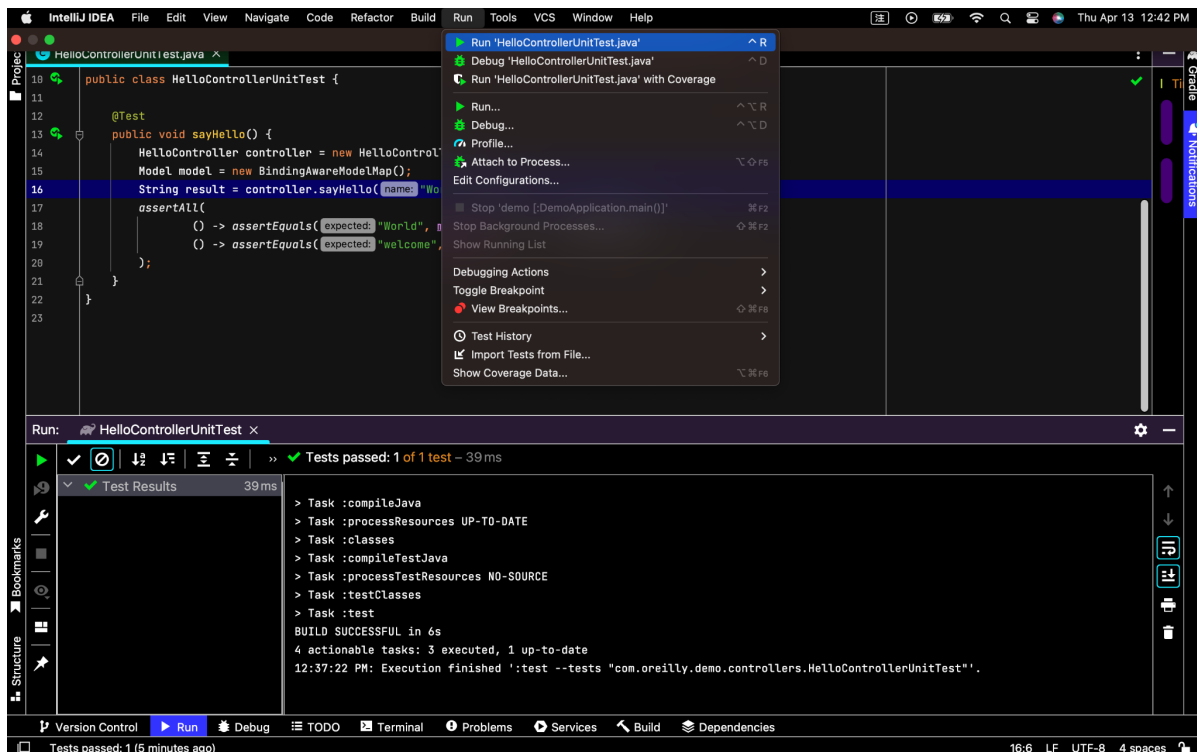 IntelliJ IDEA File Edit View Navigate Code Refactor Build Run Tools VCS Window Help 注 Thu Apr 13 12:42 PM
HelloControllerUnitTest.java ×
Run 'HelloControllerUnitTest.java' ^ R
Debug 'HelloControllerUnitTest.java' ^ D
Run 'HelloControllerUnitTest.java' with Coverage
Run... ^⌥R
Debug... ^⌥D
Profile...
Attach to Process... ⌥⇧F5
Edit Configurations...
Stop 'demo [:DemoApplication.main()]' ⌘F2
Stop Background Processes... ⇧⌘F2
Show Running List
Debugging Actions
Toggle Breakpoint
View Breakpoints... ⇧⌘F8
Test History
Import Tests from File...
Show Coverage Data... ⌥⌘F6
10 public class HelloControllerUnitTest {
11
12 @Test
13 public void sayHello() {
14 HelloController controller = new HelloControl
15 Model model = new BindingAwareModelMap();
16 String result = controller.sayHello( name: "Wo
17 assertAll(
18 () -> assertEquals( expected: "World", m
19 () -> assertEquals( expected: "welcome",
20 );
21 }
22 }
23
Projec
Gradle
Notifications
Run: HelloControllerUnitTest ×
Tests passed: 1 of 1 test – 39 ms
Test Results 39 ms
> Task :compileJava
> Task :processResources UP-TO-DATE
> Task :classes
> Task :compileTestJava
> Task :processTestResources NO-SOURCE
> Task :testClasses
> Task :test
BUILD SUCCESSFUL in 6s
4 actionable tasks: 3 executed, 1 up-to-date
12:37:22 PM: Execution finished ':test --tests "com.oreilly.demo.controllers.HelloControllerUnitTest"'.
Bookmarks
Structure
Version Control Run Debug TODO Terminal Problems Services Build Dependencies
Tests passed: 1 (5 minutes ago) 16:6 LF UTF-8 4 spaces